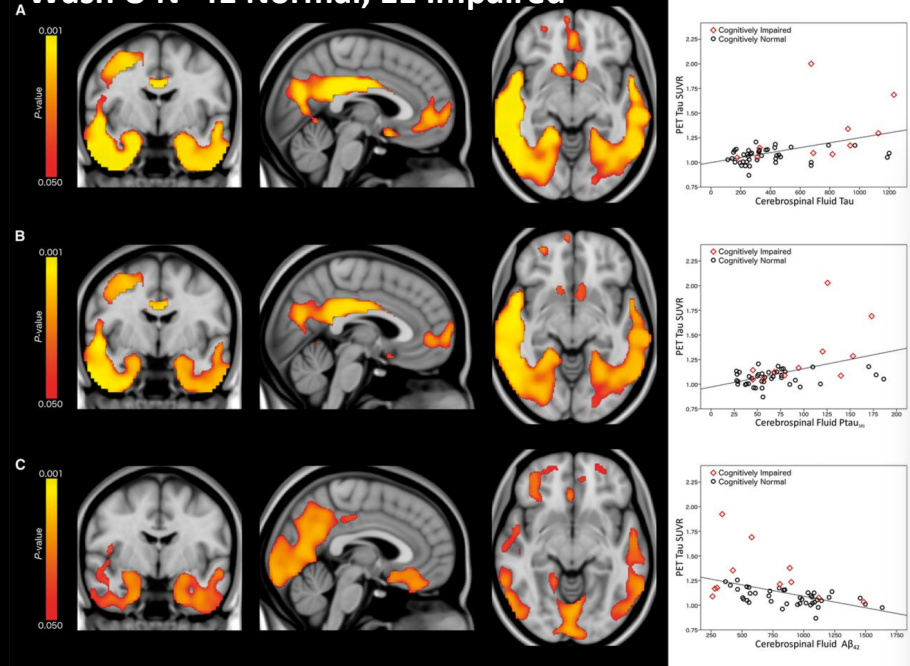 Wash U N Normal, Impaired
A
0.001
P-value
0.050
Cognitively Impaired
Cognitively Normal
PET Tau SUVR
2.25
2.00
1.75
1.50
1.25
1.00
0.75
0 200 400 600 800 1000 1200
Cerebrospinal Fluid Tau
B
0.001
P-value
0.050
Cognitively Impaired
Cognitively Normal
PET Tau SUVR
2.25
2.00
1.75
1.50
1.25
1.00
0.75
0 25 50 75 100 125 150 175 200
Cerebrospinal Fluid Ptau₁₈₁
C
0.001
P-value
0.050
Cognitively Impaired
Cognitively Normal
PET Tau SUVR
2.25
2.00
1.75
1.50
1.25
1.00
0.75
250 500 750 1000 1250 1500 1750
Cerebrospinal Fluid Aβ₄₂